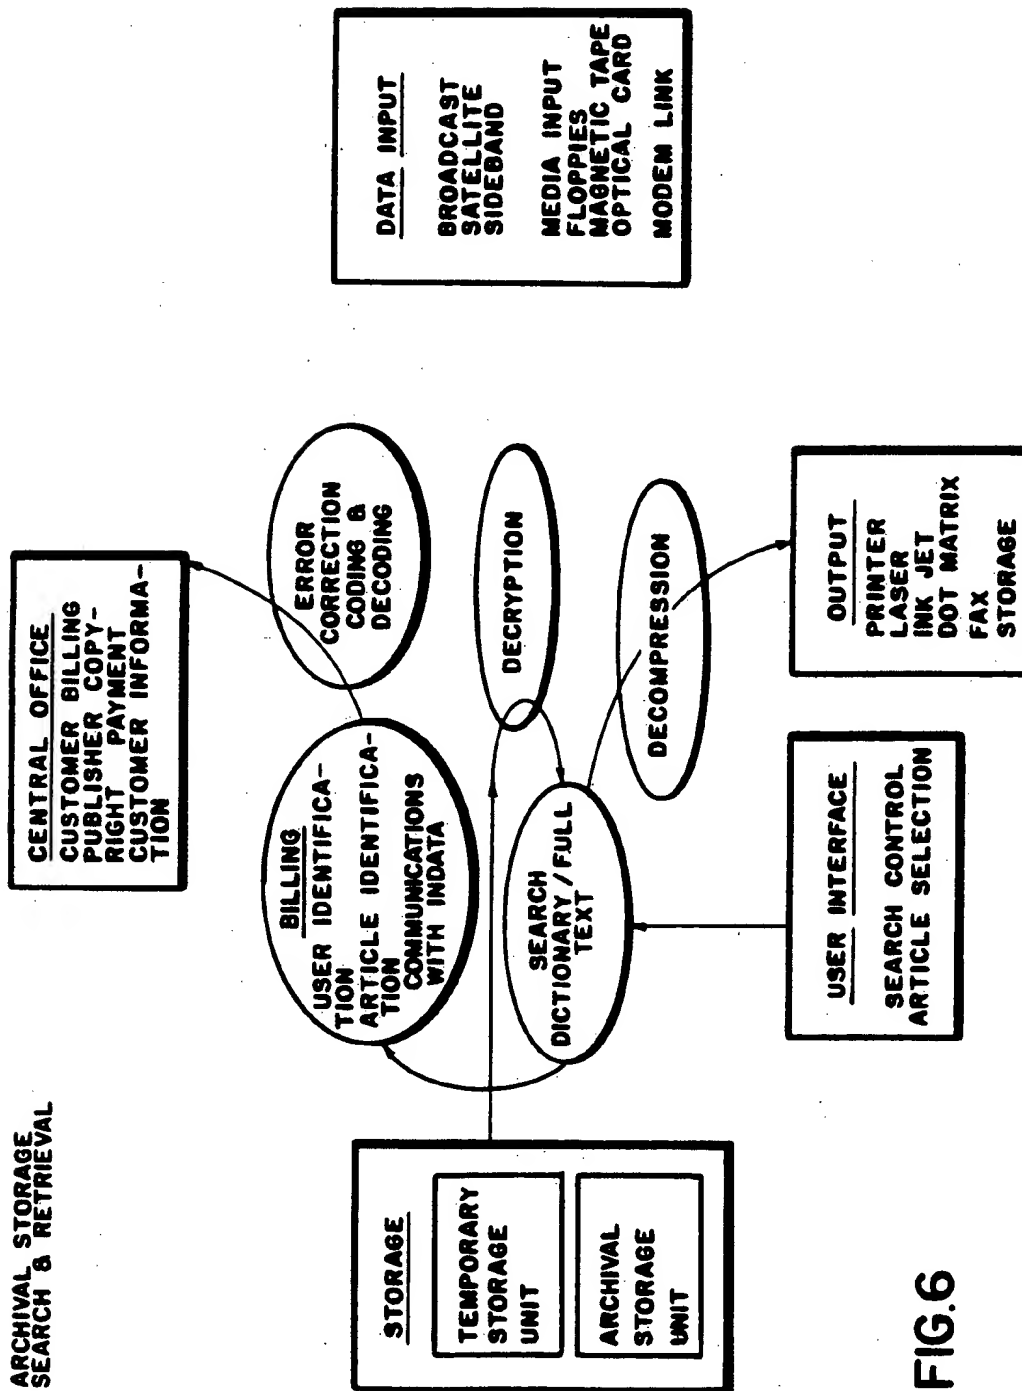 ARCHIVAL STORAGE
SEARCH & RETRIEVAL
CENTRAL OFFICE
CUSTOMER BILLING
PUBLISHER COPY-
RIGHT PAYMENT
CUSTOMER INFORMA-
TION
BILLING
USER IDENTIFICA-
TION
ARTICLE IDENTIFICA-
TION
COMMUNICATIONS
WITH INDATA
ERROR
CORRECTION
CODING &
DECODING
DATA INPUT
BROADCAST
SATELLITE
SIDEBAND
MEDIA INPUT
FLOPPIES
MAGNETIC TAPE
OPTICAL CARD
MODEM LINK
STORAGE
TEMPORARY
STORAGE
UNIT
ARCHIVAL
STORAGE
UNIT
SEARCH
DICTIONARY/FULL
TEXT
DECRYPTION
DECOMPRESSION
USER INTERFACE
SEARCH CONTROL
ARTICLE SELECTION
OUTPUT
PRINTER
LASER
INK JET
DOT MATRIX
FAX
STORAGE
FIG.6